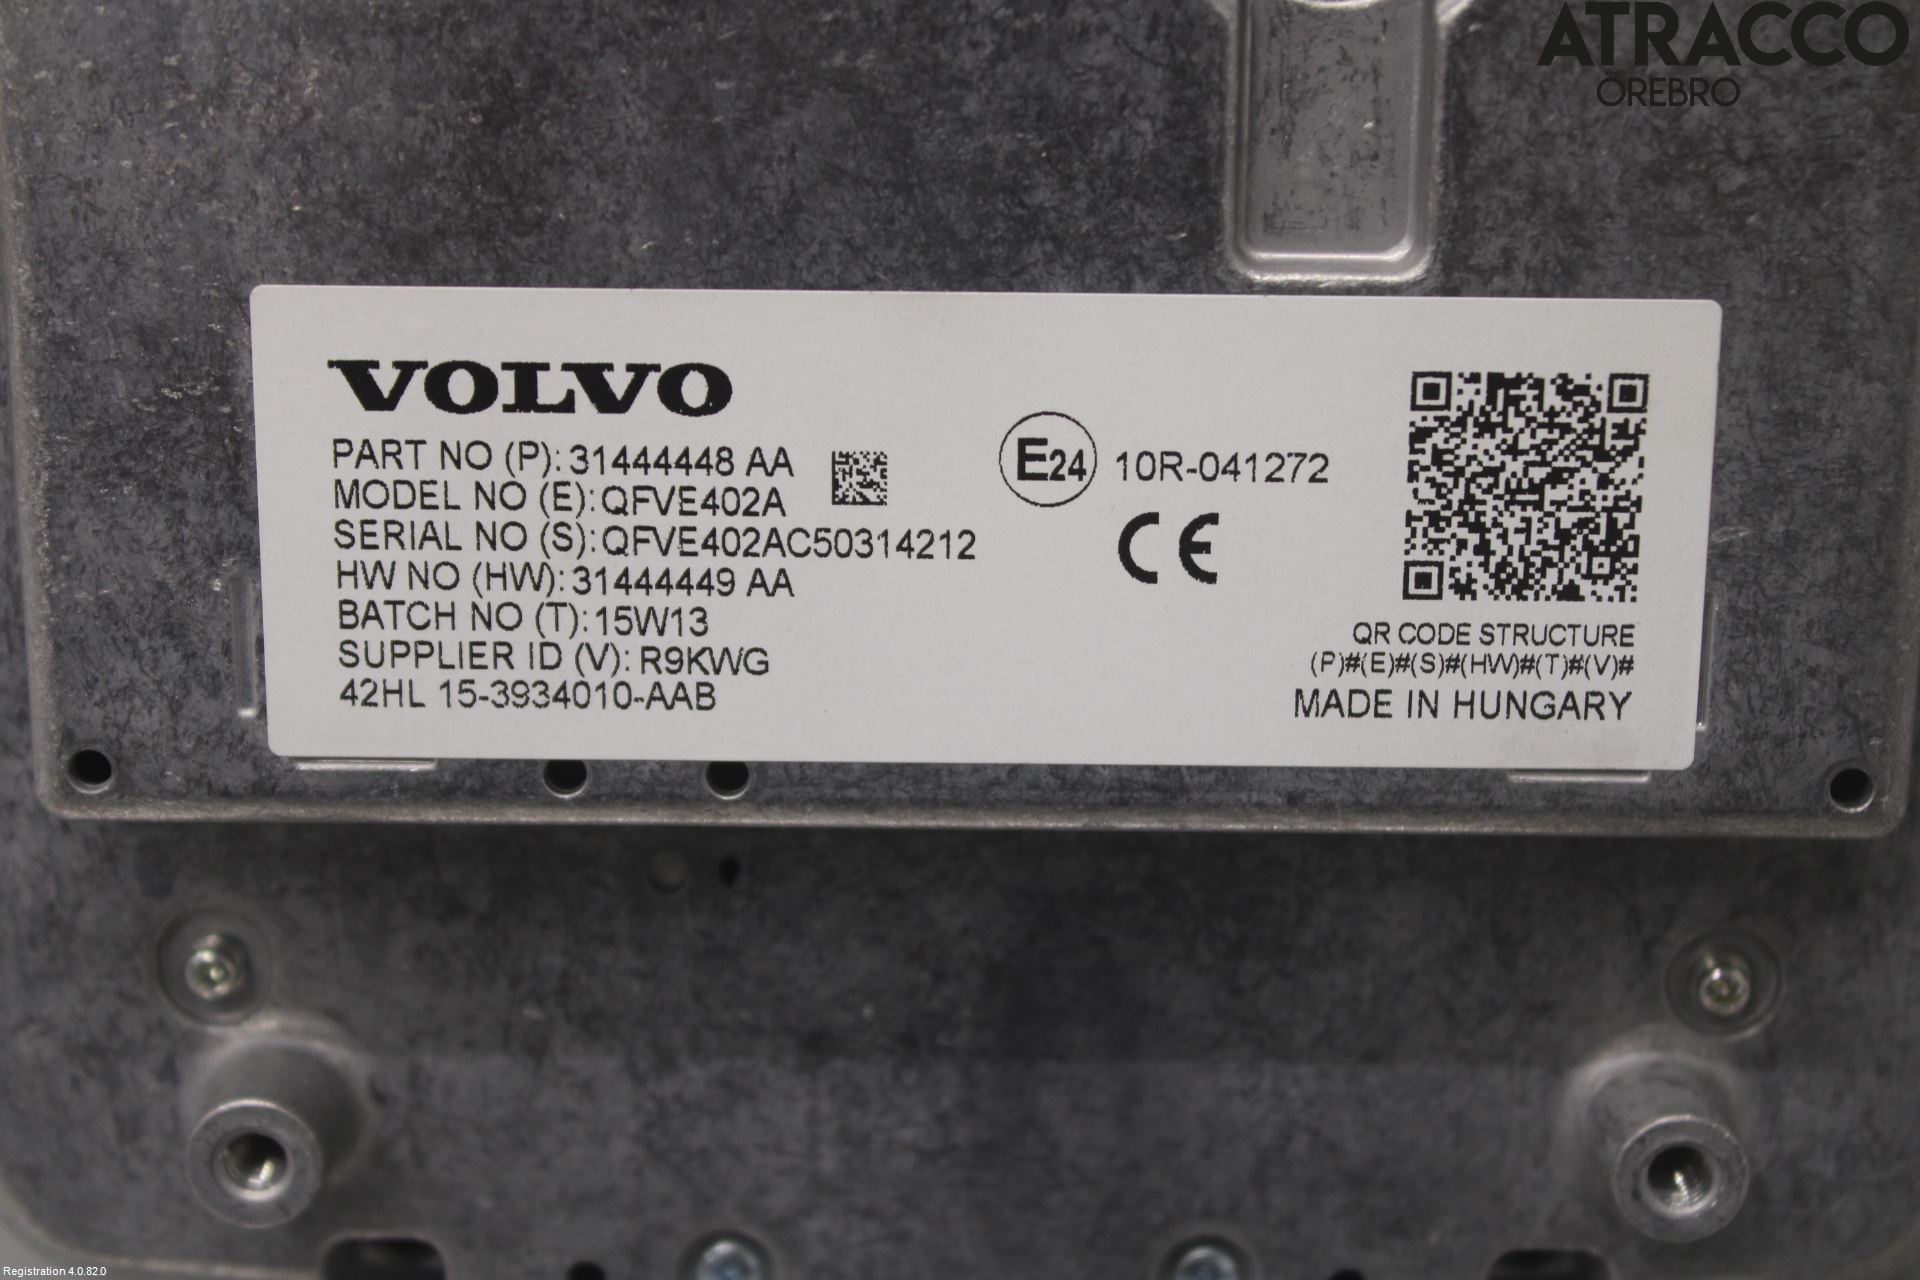 ATRACCO
ÖREBRO
VOLVO
PART NO (P): 31444448 AA
MODEL NO (E): QFVE402A
SERIAL NO (S): QFVE402AC50314212
HW NO (HW): 31444449 AA
BATCH NO (T): 15W13
SUPPLIER ID (V): R9KWG
42HL 15-3934010-AAB
E24 10R-041272
CE
QR CODE STRUCTURE
(P)#(E)#(S)#(HW)#(T)#(V)#
MADE IN HUNGARY
Registration 4.0.82.0